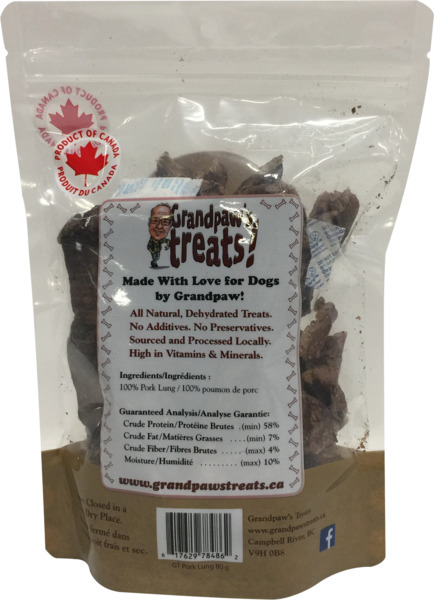 PRODUCT OF CANADA
PRODUIT DU CANADA
Grandpaw's
treats!
Made With Love for Dogs
by Grandpaw!
All Natural, Dehydrated Treats.
No Additives. No Preservatives.
Sourced and Processed Locally.
High in Vitamins & Minerals.
Ingredients/Ingrédients :
100% Pork Lung / 100% poumon de porc
Guaranteed Analysis/Analyse Garantie:
Crude Protein/Protéine Brutes .(min) 58%
Crude Fat/Matières Grasses ....(min) 7%
Crude Fiber/Fibres Brutes .....(max) 4%
Moisture/Humidité ..........(max) 10%
www.grandpawstreats.ca
Closed in a
Dry Place.
fermé dans
froit frais et sec.
6 17629 78486 2
GT Pork Lung 80 g
Grandpaw's Treats
www.grandpawstreats.ca
Campbell River, BC
V9H 0B8
f